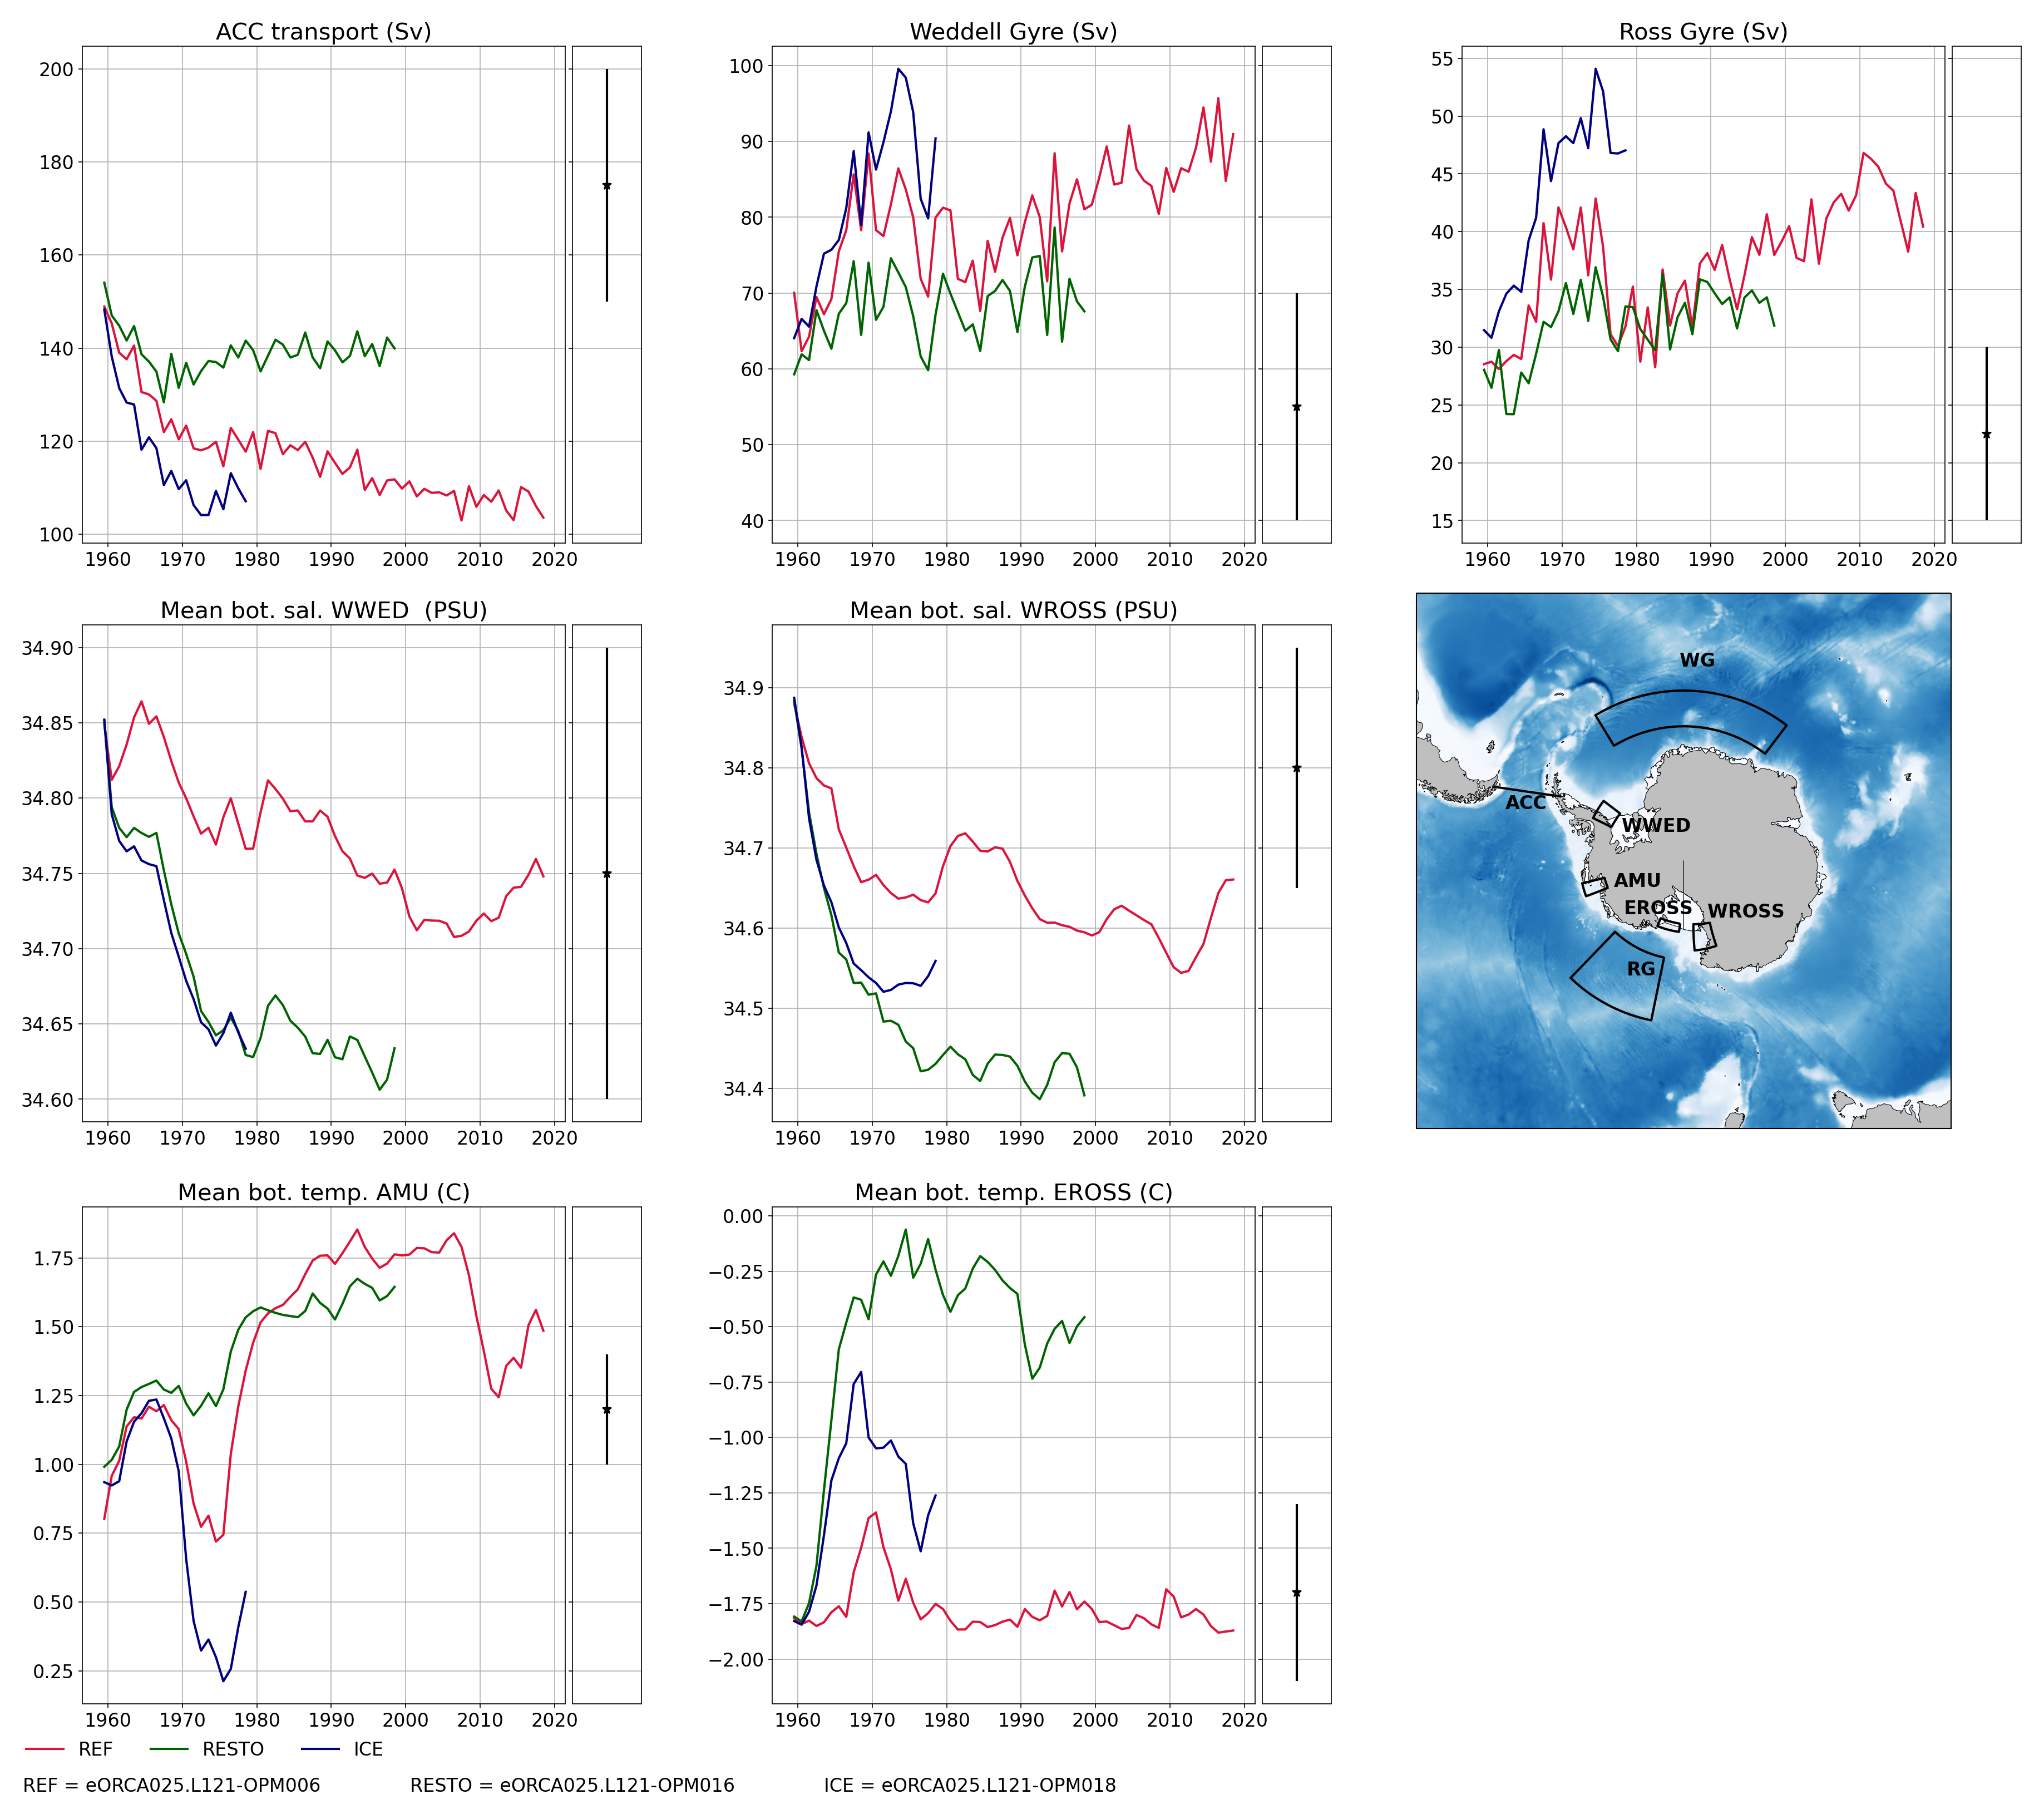 ACC transport (Sv)
Weddell Gyre (Sv)
Ross Gyre (Sv)
200
180
160
140
120
100
1960 1970 1980 1990 2000 2010 2020
100
90
80
70
60
50
40
1960 1970 1980 1990 2000 2010 2020
55
50
45
40
35
30
25
20
15
1960 1970 1980 1990 2000 2010 2020
Mean bot. sal. WWED (PSU)
Mean bot. sal. WROSS (PSU)
34.90
34.85
34.80
34.75
34.70
34.65
34.60
1960 1970 1980 1990 2000 2010 2020
34.9
34.8
34.7
34.6
34.5
34.4
1960 1970 1980 1990 2000 2010 2020
WG
ACC
WWED
AMU
EROSS
WROSS
RG
Mean bot. temp. AMU (C)
Mean bot. temp. EROSS (C)
1.75
1.50
1.25
1.00
0.75
0.50
0.25
1960 1970 1980 1990 2000 2010 2020
0.00
−0.25
−0.50
−0.75
−1.00
−1.25
−1.50
−1.75
−2.00
1960 1970 1980 1990 2000 2010 2020
REF RESTO ICE
REF = eORCA025.L121-OPM006 RESTO = eORCA025.L121-OPM016 ICE = eORCA025.L121-OPM018